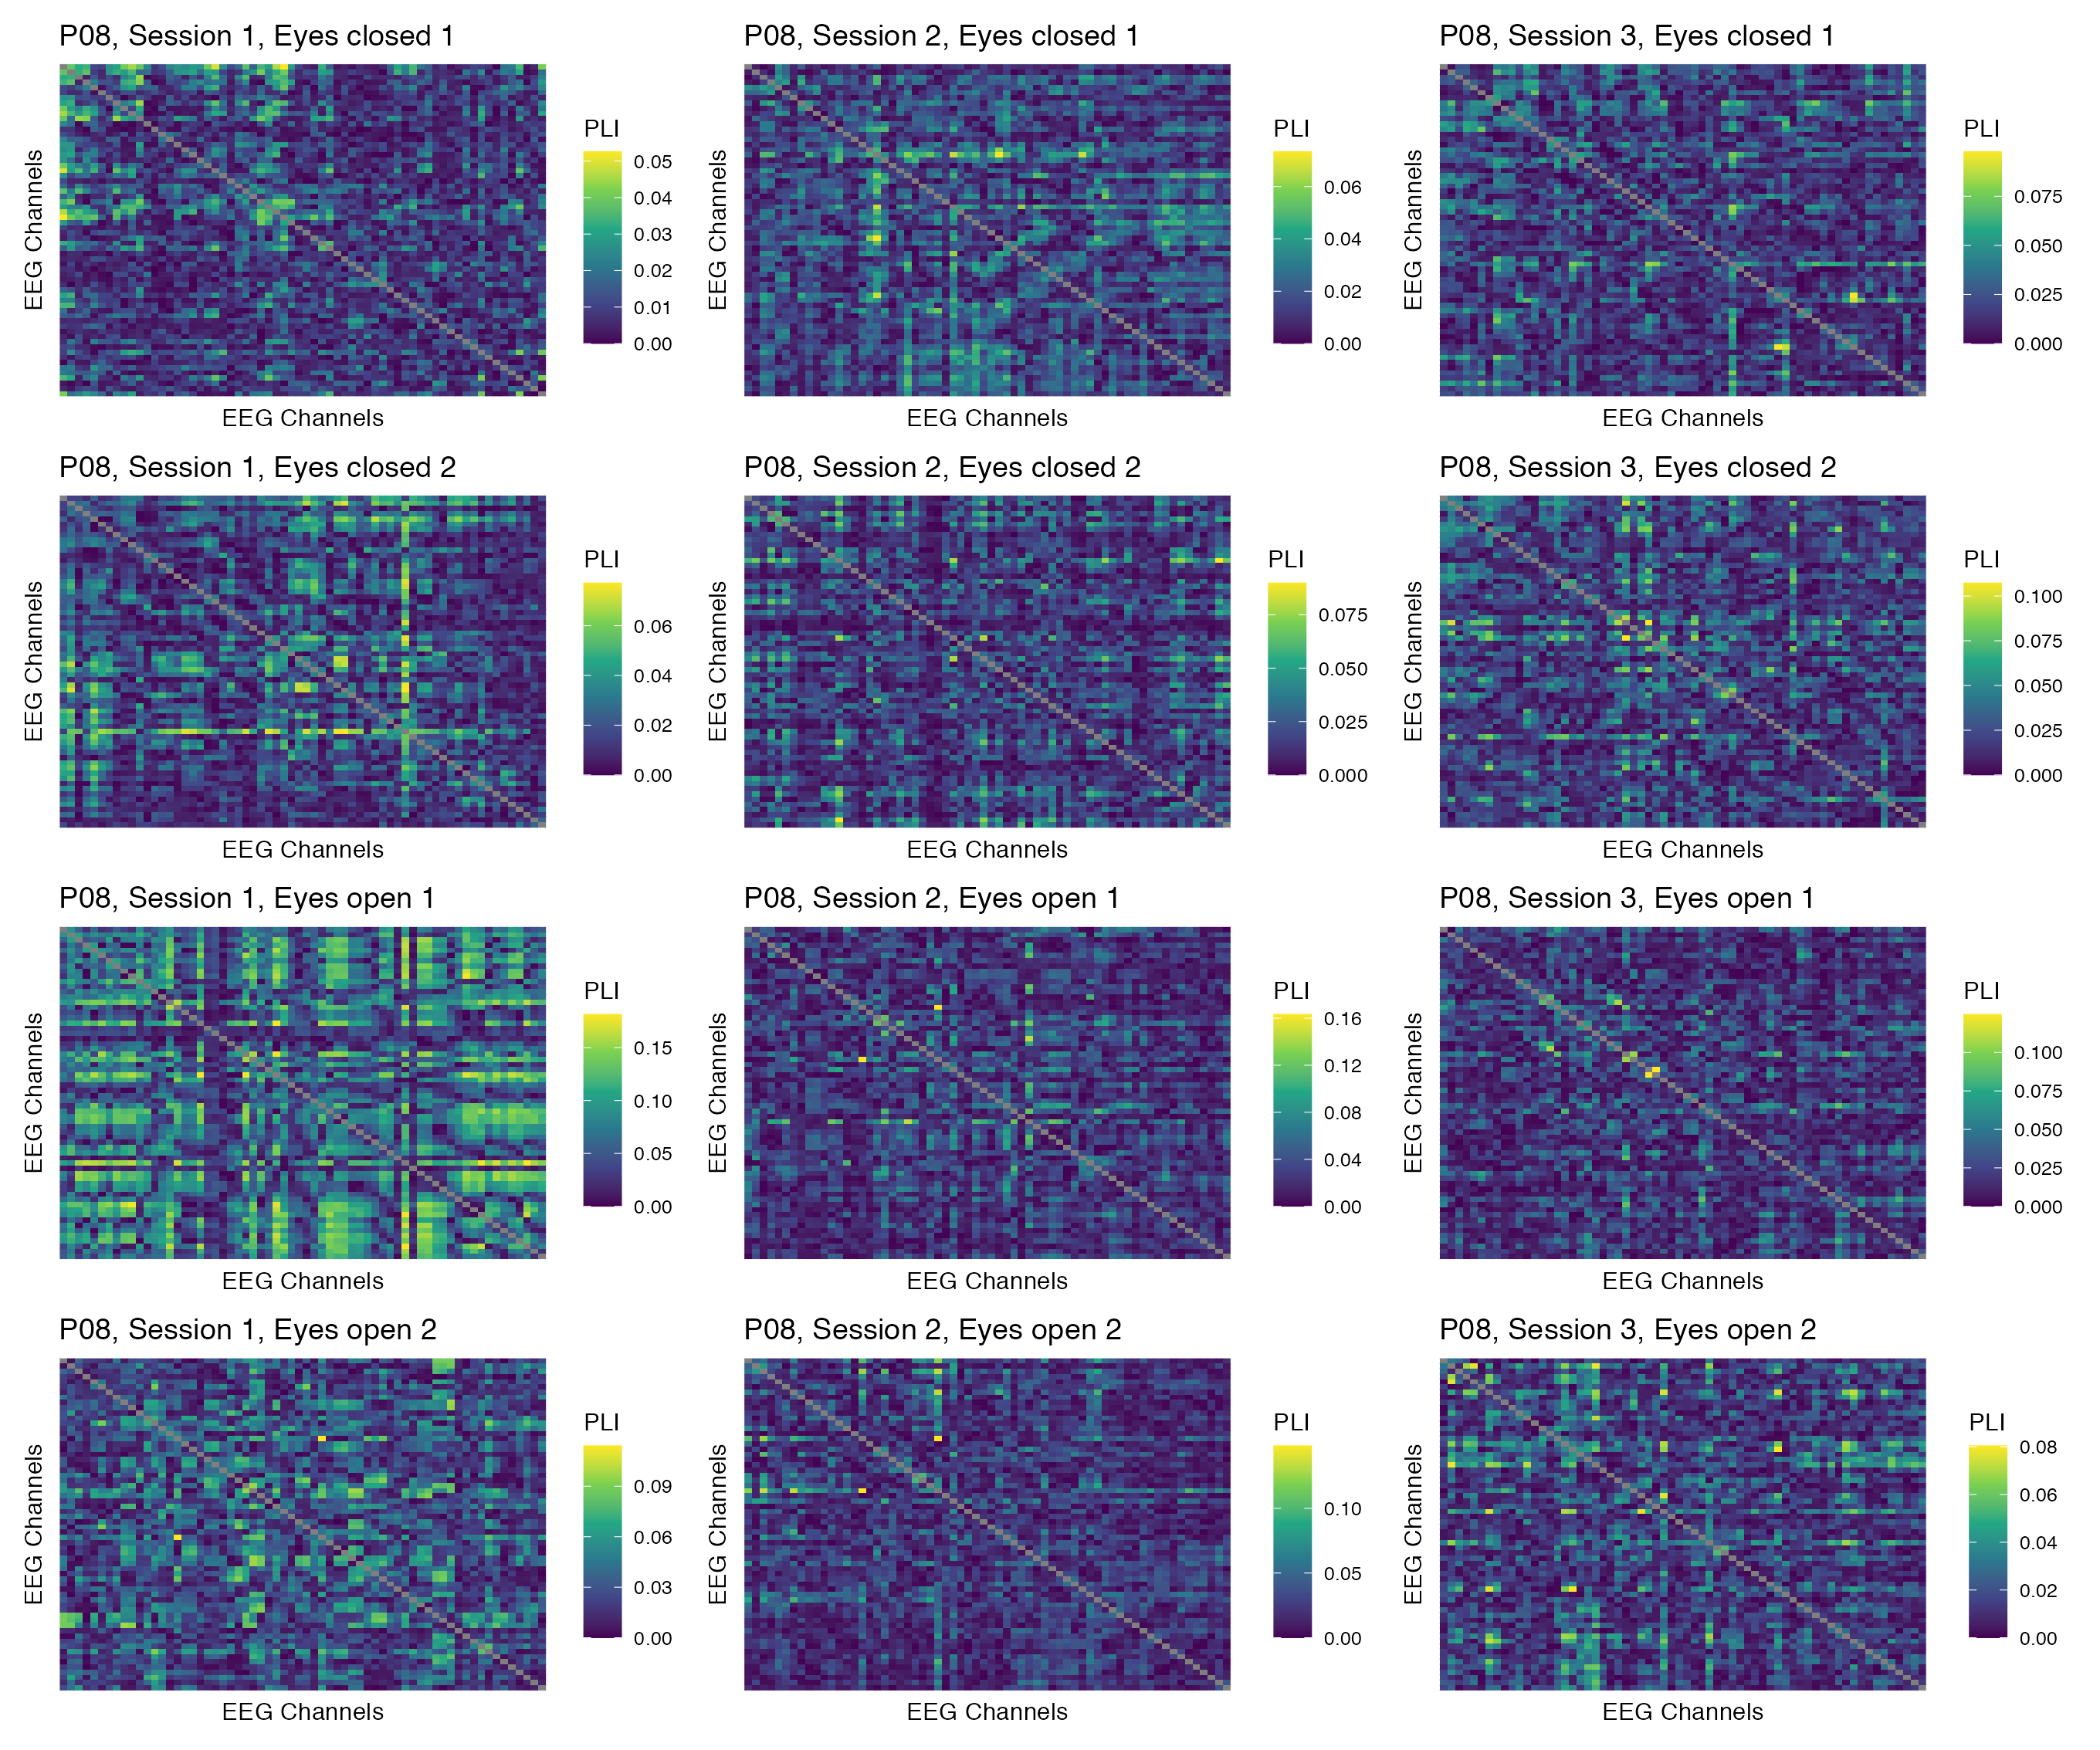 P08, Session 1, Eyes closed 1
P08, Session 2, Eyes closed 1
P08, Session 3, Eyes closed 1
EEG Channels
PLI
0.05
0.04
0.03
0.02
0.01
0.00
EEG Channels
EEG Channels
PLI
0.06
0.04
0.02
0.00
EEG Channels
EEG Channels
PLI
0.075
0.050
0.025
0.000
EEG Channels
P08, Session 1, Eyes closed 2
P08, Session 2, Eyes closed 2
P08, Session 3, Eyes closed 2
EEG Channels
PLI
0.06
0.04
0.02
0.00
EEG Channels
EEG Channels
PLI
0.075
0.050
0.025
0.000
EEG Channels
EEG Channels
PLI
0.100
0.075
0.050
0.025
0.000
EEG Channels
P08, Session 1, Eyes open 1
P08, Session 2, Eyes open 1
P08, Session 3, Eyes open 1
EEG Channels
PLI
0.15
0.10
0.05
0.00
EEG Channels
EEG Channels
PLI
0.16
0.12
0.08
0.04
0.00
EEG Channels
EEG Channels
PLI
0.100
0.075
0.050
0.025
0.000
EEG Channels
P08, Session 1, Eyes open 2
P08, Session 2, Eyes open 2
P08, Session 3, Eyes open 2
EEG Channels
PLI
0.09
0.06
0.03
0.00
EEG Channels
EEG Channels
PLI
0.10
0.05
0.00
EEG Channels
EEG Channels
PLI
0.08
0.06
0.04
0.02
0.00
EEG Channels